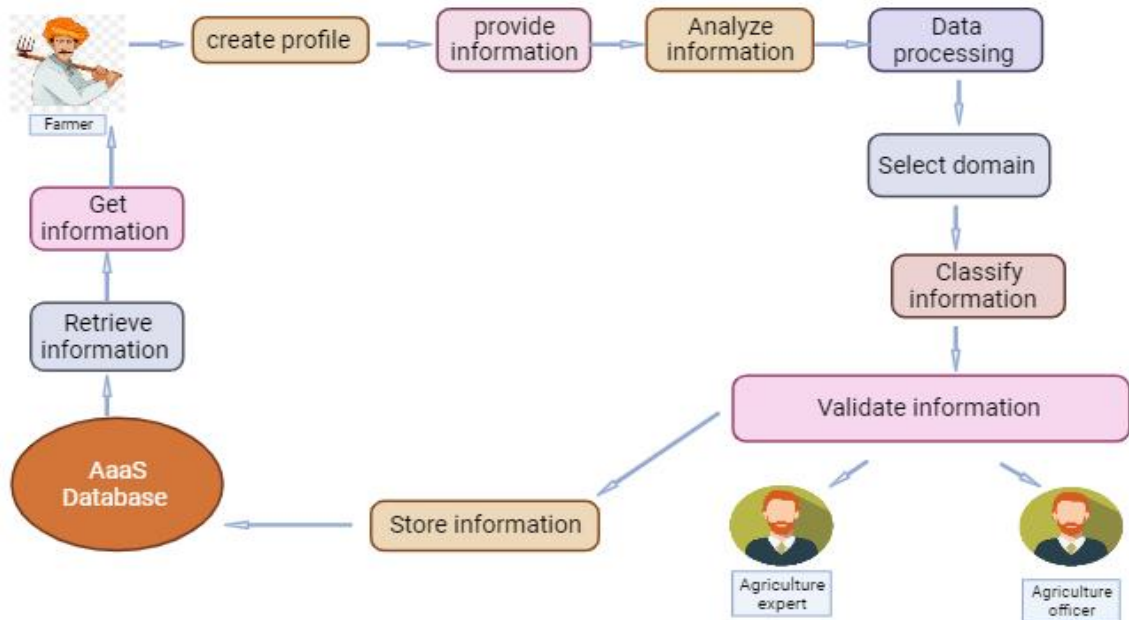 create profile
provide
information
Analyze
information
Data
processing
Farmer
Select domain
Get
information
Classify
information
Retrieve
information
Validate information
AaaS
Database
Store information
Agriculture
expert
Agriculture
officer